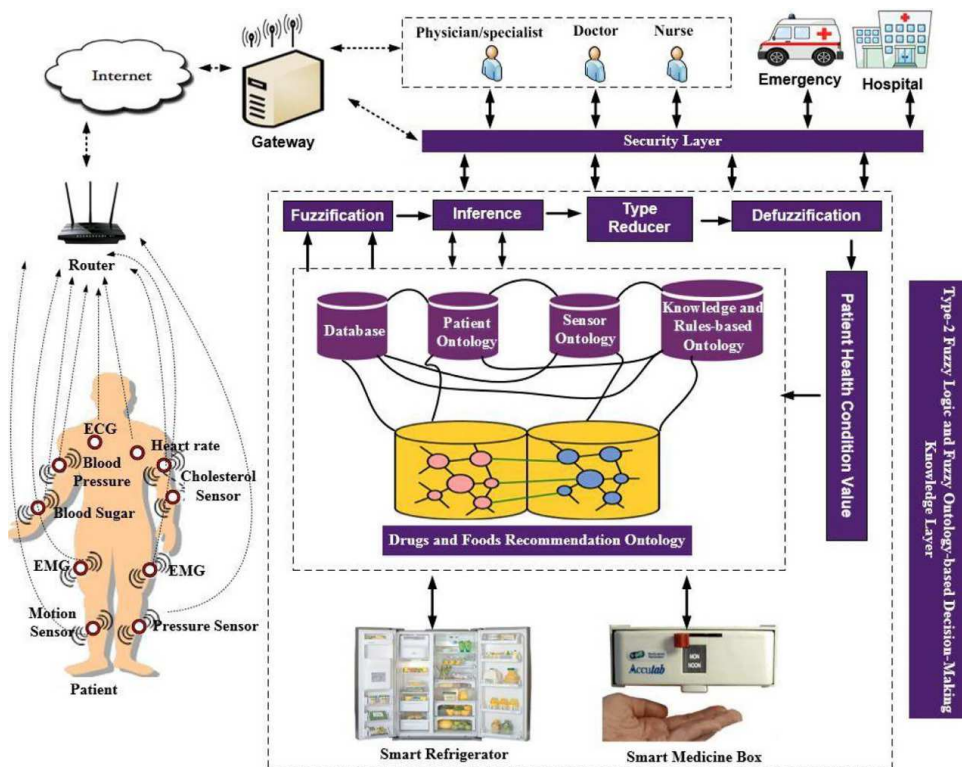 Physician/specialist
Doctor
Nurse
Internet
Gateway
Emergency
Hospital
Security Layer
Router
Fuzzification
Inference
Type
Reducer
Defuzzification
Database
Patient
Ontology
Sensor
Ontology
Knowledge and
Rules-based
Ontology
Patient Health Condition Value
Type-2 Fuzzy Logic and Fuzzy Ontology-based Decision-Making
Knowledge Layer
ECG
Heart rate
Blood
Pressure
Cholesterol
Sensor
Blood Sugar
EMG
EMG
Motion
Sensor
Pressure Sensor
Patient
Drugs and Foods Recommendation Ontology
Acculab
MON
NOON
Smart Refrigerator
Smart Medicine Box